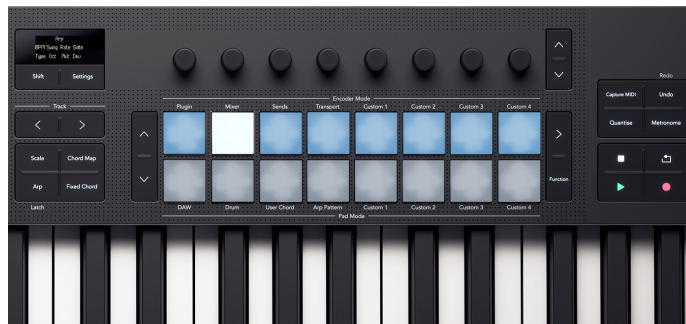 Arp
BPM Swing Rate Gate
Type Oct Mut Dev
Shift Settings
Track
Scale Chord Map
Arp Fixed Chord
Latch
Encoder Mode
Plugin Mixer Sends Transport Custom 1 Custom 2 Custom 3 Custom 4
Function
DAW Drum User Chord Arp Pattern Custom 1 Custom 2 Custom 3 Custom 4
Pad Mode
Redo
Capture MIDI Undo
Quantise Metronome